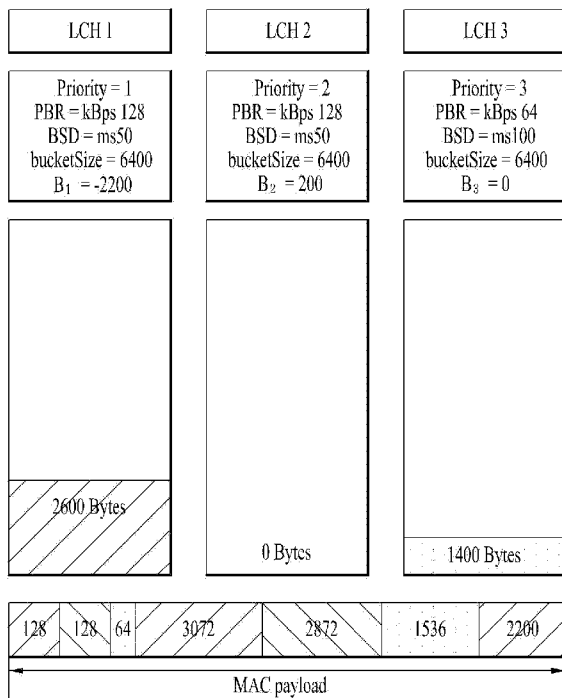 LCH 1
LCH 2
LCH 3
Priority = 1
PBR = kBps 128
BSD = ms50
bucketSize = 6400
B₁ = -2200
Priority = 2
PBR = kBps 128
BSD = ms50
bucketSize = 6400
B₂ = 200
Priority = 3
PBR = kBps 64
BSD = ms100
bucketSize = 6400
B₃ = 0
2600 Bytes
0 Bytes
1400 Bytes
128 128 64 3072 2872 1536 2200
MAC payload